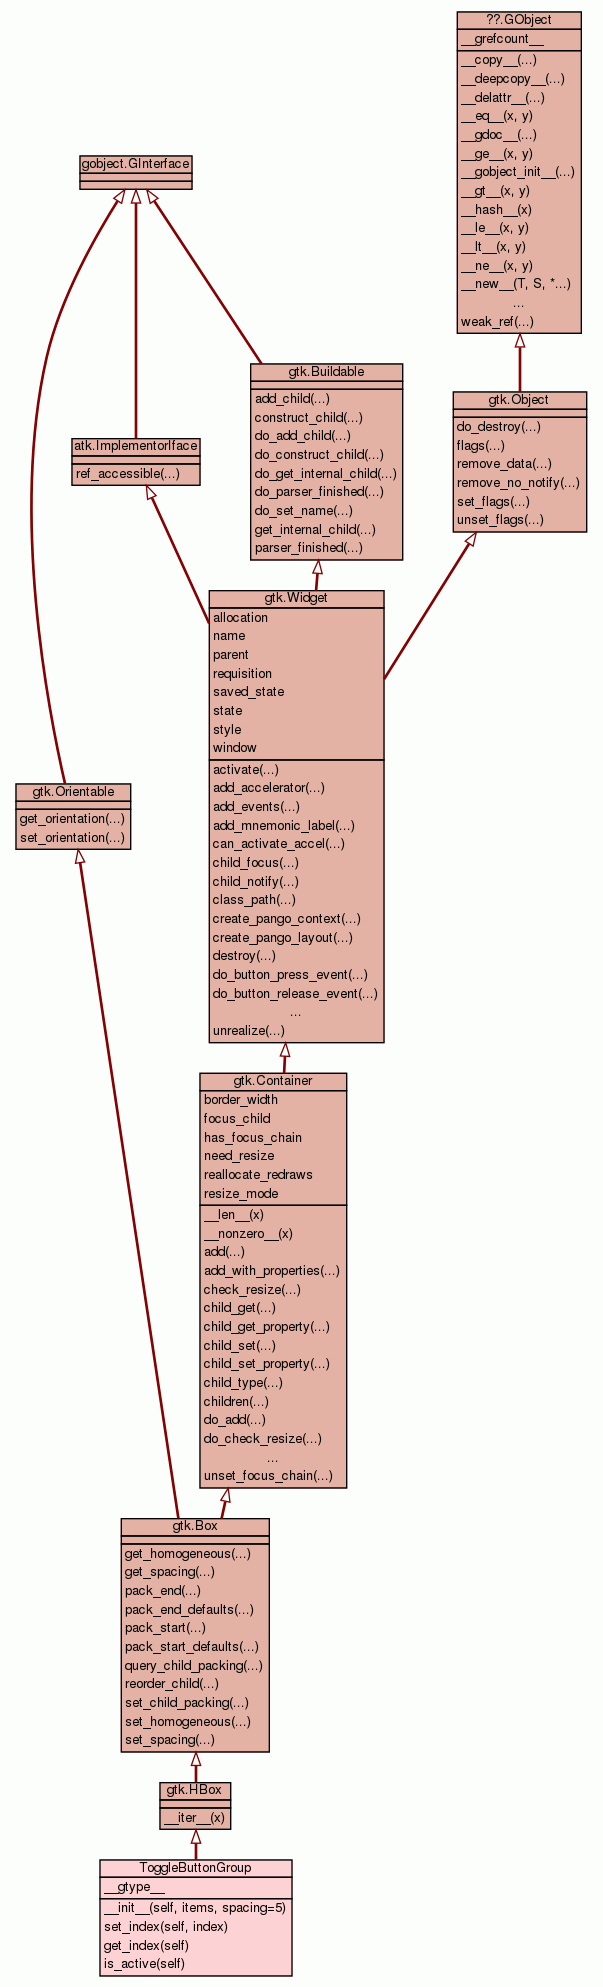 ??.GObject
__grefcount__
__copy__(...)
__deepcopy__(...)
__delattr__(...)
__eq__(x, y)
__gdoc__(...)
__ge__(x, y)
__gobject_init__(...)
__gt__(x, y)
__hash__(x)
__le__(x, y)
__lt__(x, y)
__ne__(x, y)
__new__(T, S, *...)
...
weak_ref(...)
gobject.GInterface
gtk.Buildable
add_child(...)
construct_child(...)
do_add_child(...)
do_construct_child(...)
do_get_internal_child(...)
do_parser_finished(...)
do_set_name(...)
get_internal_child(...)
parser_finished(...)
gtk.Object
do_destroy(...)
flags(...)
remove_data(...)
remove_no_notify(...)
set_flags(...)
unset_flags(...)
atk.ImplementorIface
ref_accessible(...)
gtk.Widget
allocation
name
parent
requisition
saved_state
state
style
window
activate(...)
add_accelerator(...)
add_events(...)
add_mnemonic_label(...)
can_activate_accel(...)
child_focus(...)
child_notify(...)
class_path(...)
create_pango_context(...)
create_pango_layout(...)
destroy(...)
do_button_press_event(...)
do_button_release_event(...)
...
unrealize(...)
gtk.Orientable
get_orientation(...)
set_orientation(...)
gtk.Container
border_width
focus_child
has_focus_chain
need_resize
reallocate_redraws
resize_mode
__len__(x)
__nonzero__(x)
add(...)
add_with_properties(...)
check_resize(...)
child_get(...)
child_get_property(...)
child_set(...)
child_set_property(...)
child_type(...)
children(...)
do_add(...)
do_check_resize(...)
...
unset_focus_chain(...)
gtk.Box
get_homogeneous(...)
get_spacing(...)
pack_end(...)
pack_end_defaults(...)
pack_start(...)
pack_start_defaults(...)
query_child_packing(...)
reorder_child(...)
set_child_packing(...)
set_homogeneous(...)
set_spacing(...)
gtk.HBox
__iter__(x)
ToggleButtonGroup
__gtype__
__init__(self, items, spacing=5)
set_index(self, index)
get_index(self)
is_active(self)